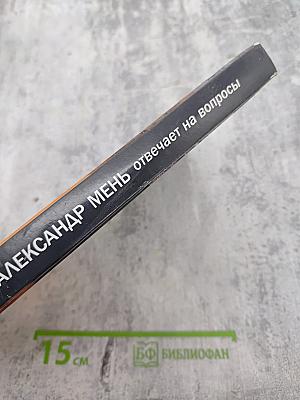 АЛЕКСАНДР МЕНЬ отвечает на вопросы
15 см
БФ БИБЛИОФАН